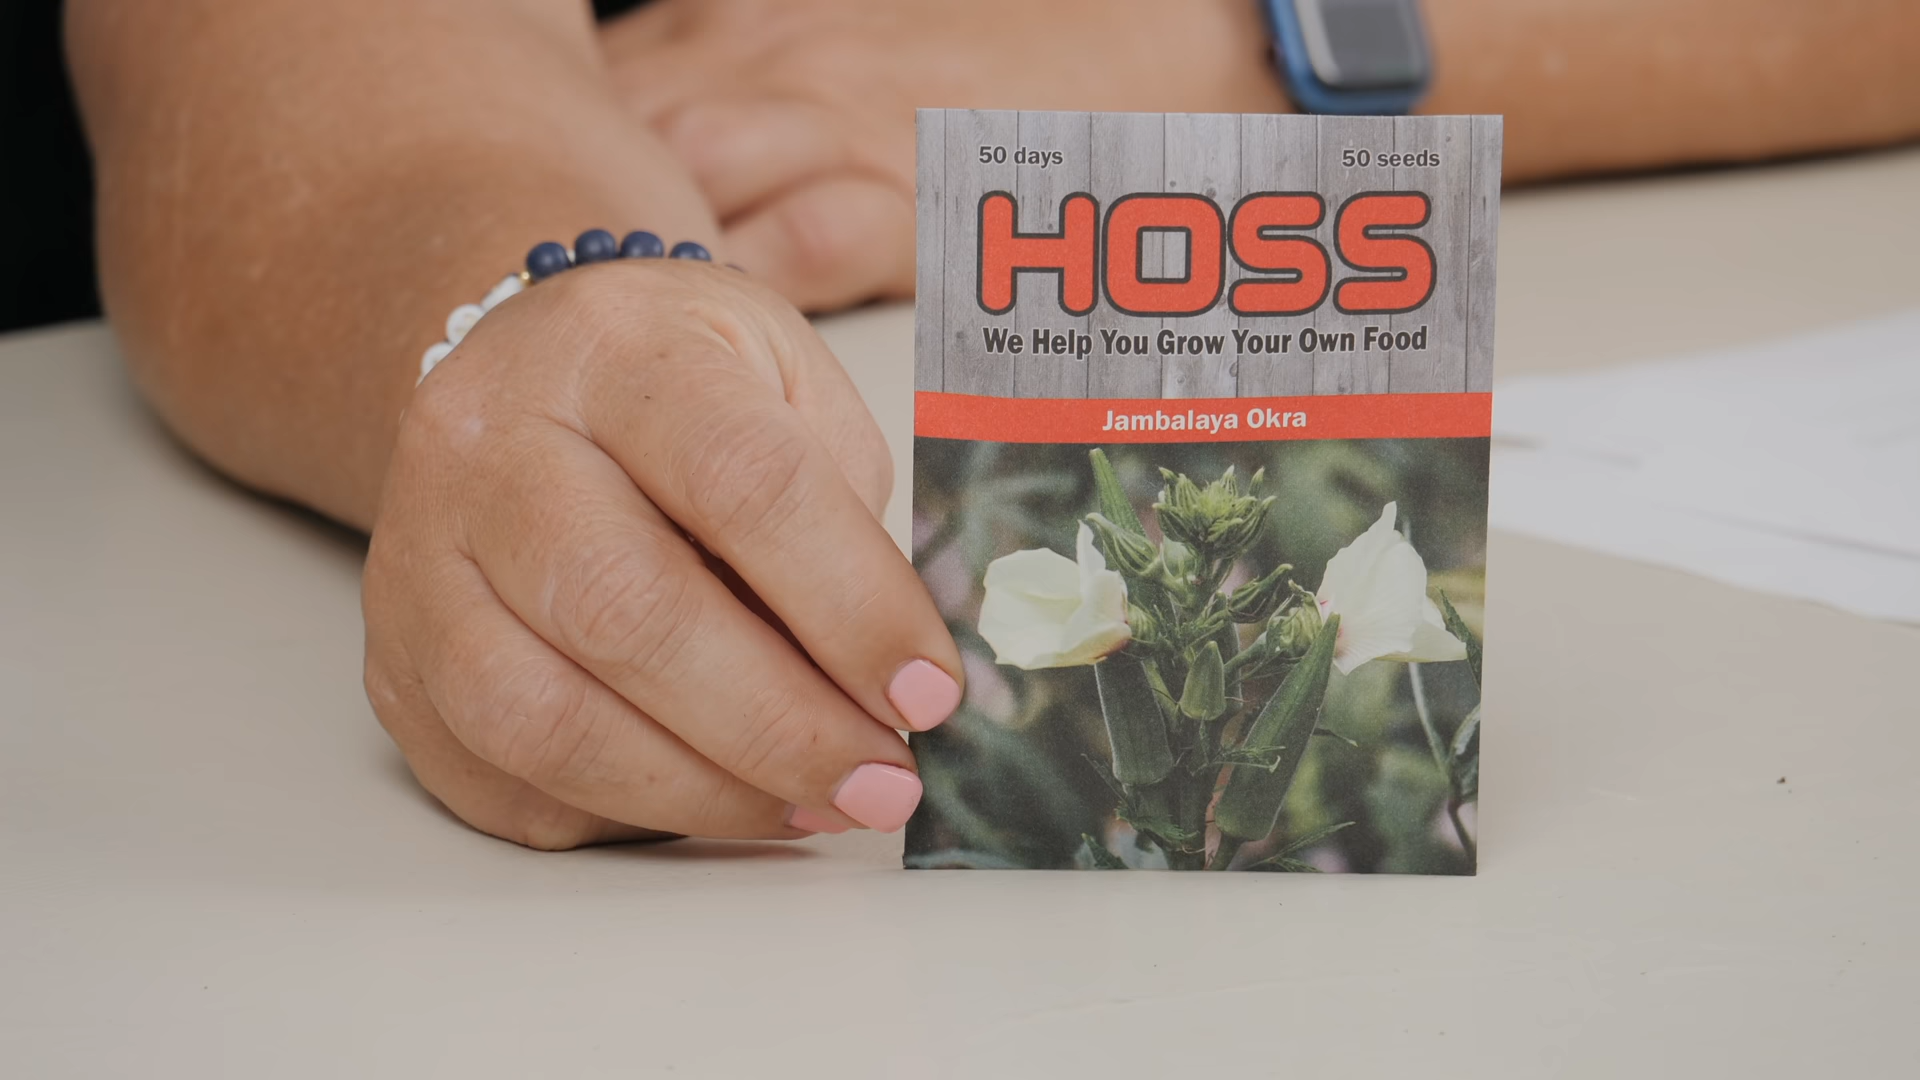 50 days
50 seeds
HOSS
We Help You Grow Your Own Food
Jambalaya Okra